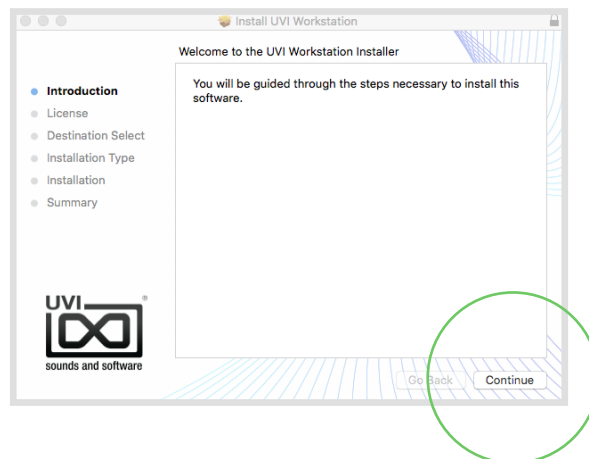 Install UVI Workstation
Welcome to the UVI Workstation Installer
Introduction
License
Destination Select
Installation Type
Installation
Summary
You will be guided through the steps necessary to install this
software.
UVI
®
sounds and software
Go Back
Continue